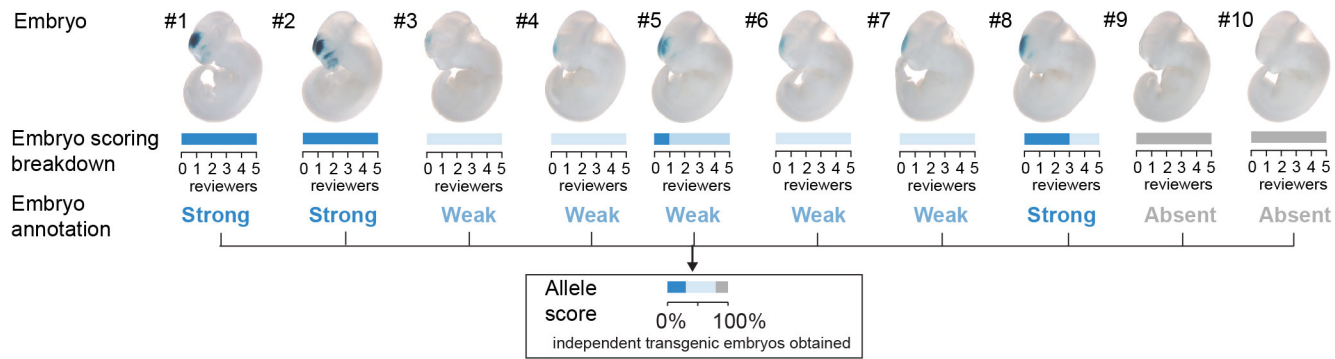 Embryo
#1 #2 #3 #4 #5 #6 #7 #8 #9 #10
Embryo scoring
breakdown
0 1 2 3 4 5 0 1 2 3 4 5 0 1 2 3 4 5 0 1 2 3 4 5 0 1 2 3 4 5 0 1 2 3 4 5 0 1 2 3 4 5 0 1 2 3 4 5 0 1 2 3 4 5 0 1 2 3 4 5
reviewers reviewers reviewers reviewers reviewers reviewers reviewers reviewers reviewers reviewers
Embryo
annotation
Strong Strong Weak Weak Weak Weak Weak Strong Absent Absent
Allele
score
0% 100%
independent transgenic embryos obtained